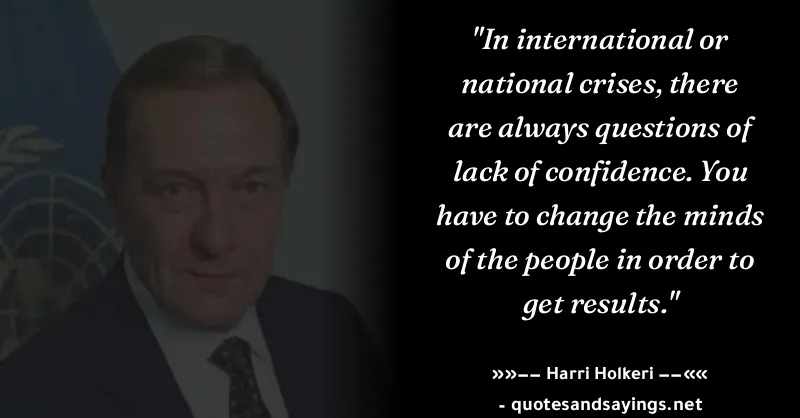 "In international or
national crises, there
are always questions of
lack of confidence. You
have to change the minds
of the people in order to
get results."
»»–– Harri Holkeri ––««
- quotesandsayings.net